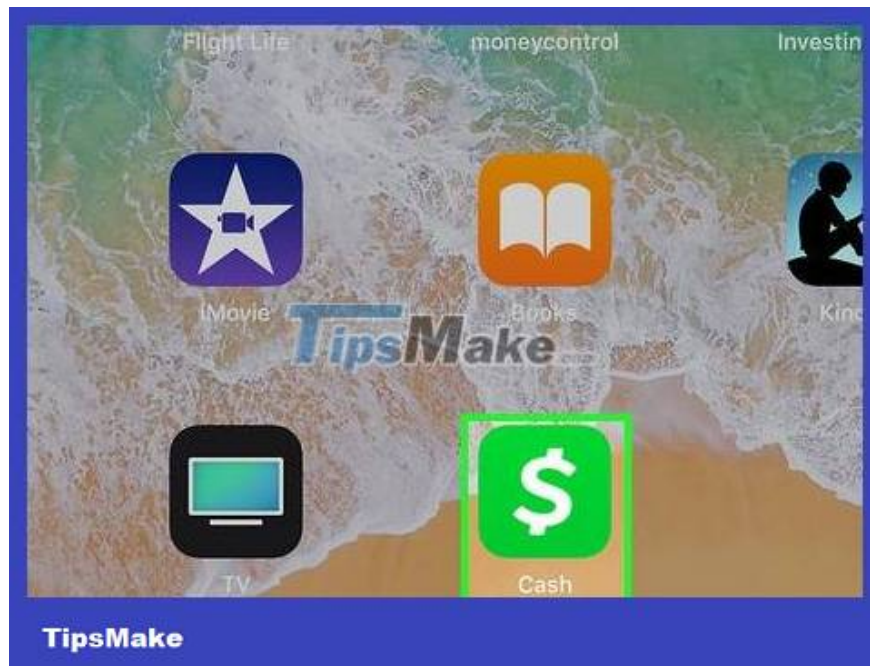 Flight Life moneycontrol Investin
iMovie Books Kind
TipsMake
TV Cash
TipsMake